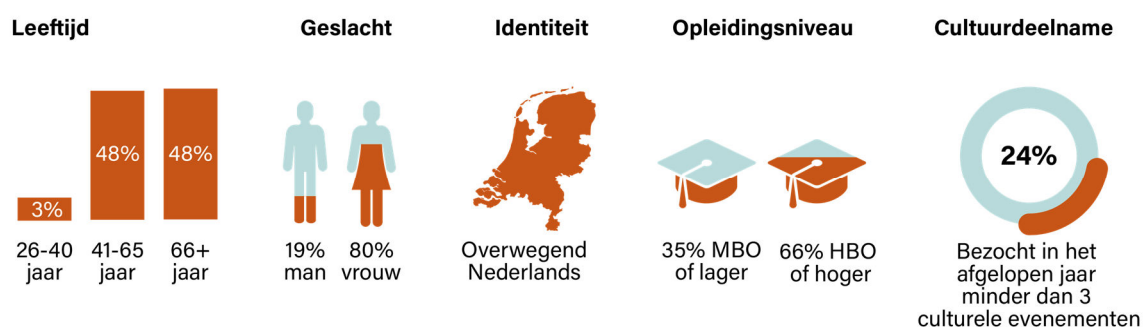 Leeftijd
3%
48%
48%
26-40
jaar
41-65
jaar
66+
jaar
Geslacht
19%
man
80%
vrouw
Identiteit
Overwegend
Nederlands
Opleidingsniveau
35% MBO
of lager
66% HBO
of hoger
Cultuurdeelname
24%
Bezocht in het
afgelopen jaar
minder dan 3
culturele evenementen